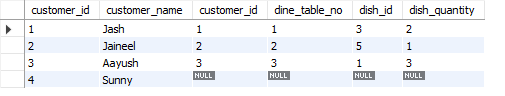 customer_id customer_name customer_id dine_table_no dish_id dish_quantity
1 Jash 1 1 3 2
2 Jaineel 2 2 5 1
3 Aayush 3 3 1 3
4 Sunny NULL NULL NULL NULL